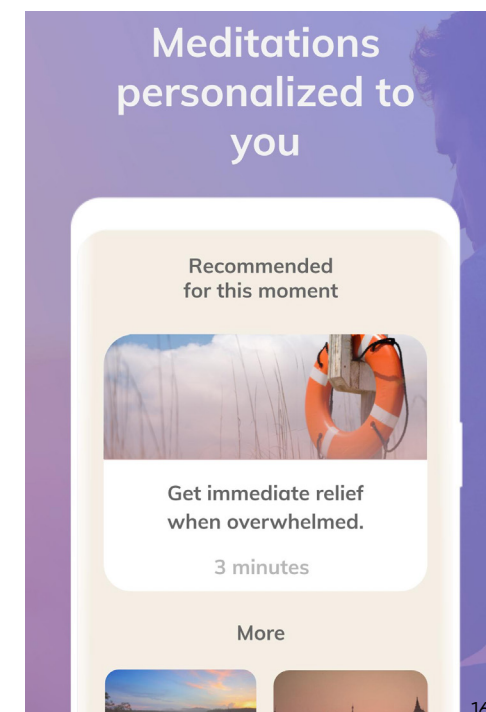 Meditations
personalized to
you
Recommended
for this moment
Get immediate relief
when overwhelmed.
3 minutes
More